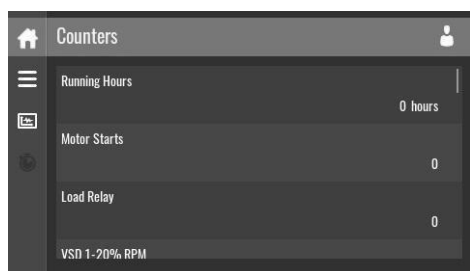 Counters
Running Hours
0 hours
Motor Starts
0
Load Relay
0
VSD 1-20% RPM